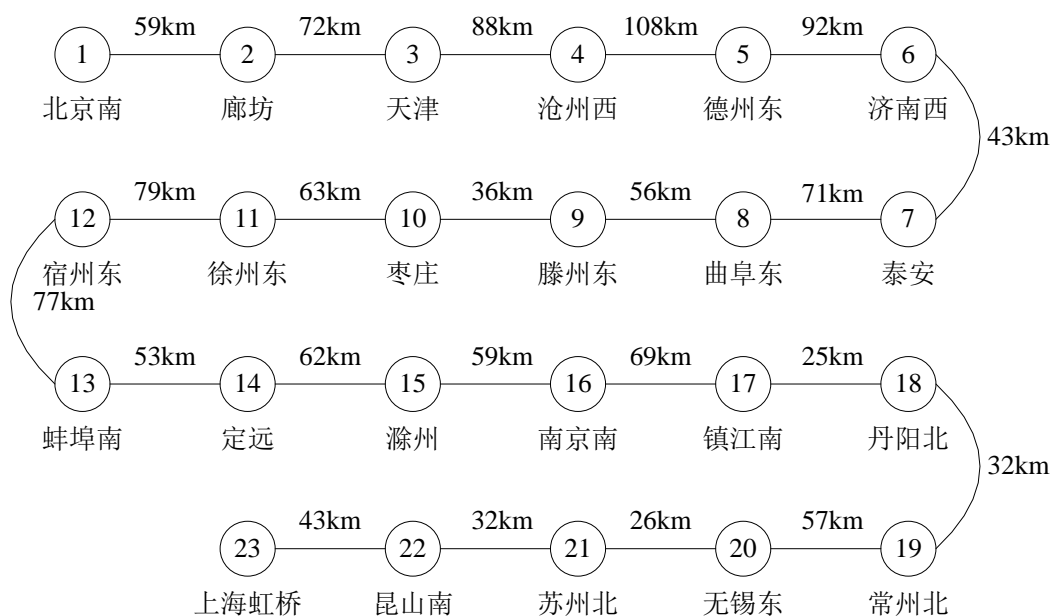 59km 72km 88km 108km 92km
1 2 3 4 5 6
北京南 廊坊 天津 沧州西 德州东 济南西
43km
79km 63km 36km 56km 71km
12 11 10 9 8 7
宿州东 徐州东 枣庄 滕州东 曲阜东 泰安
77km
53km 62km 59km 69km 25km
13 14 15 16 17 18
蚌埠南 定远 滁州 南京南 镇江南 丹阳北
32km
43km 32km 26km 57km
23 22 21 20 19
上海虹桥 昆山南 苏州北 无锡东 常州北